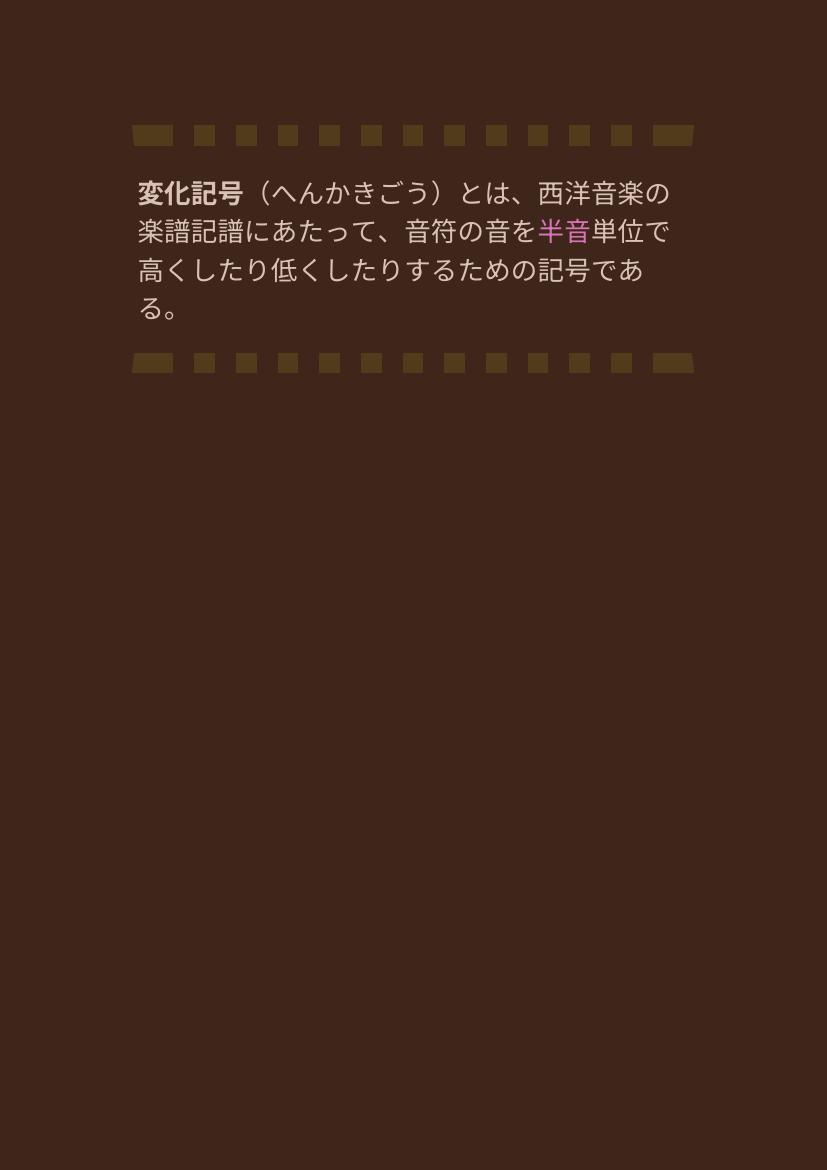 変化記号（へんかきごう）とは、西洋音楽の
楽譜記譜にあたって、音符の音を半音単位で
高くしたり低くしたりするための記号であ
る。